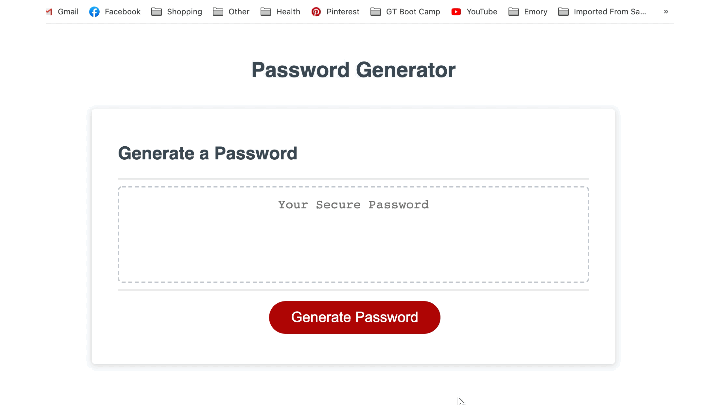 Gmail Facebook Shopping Other Health Pinterest GT Boot Camp YouTube Emory Imported From Sa... »
Password Generator
Generate a Password
Your Secure Password
Generate Password